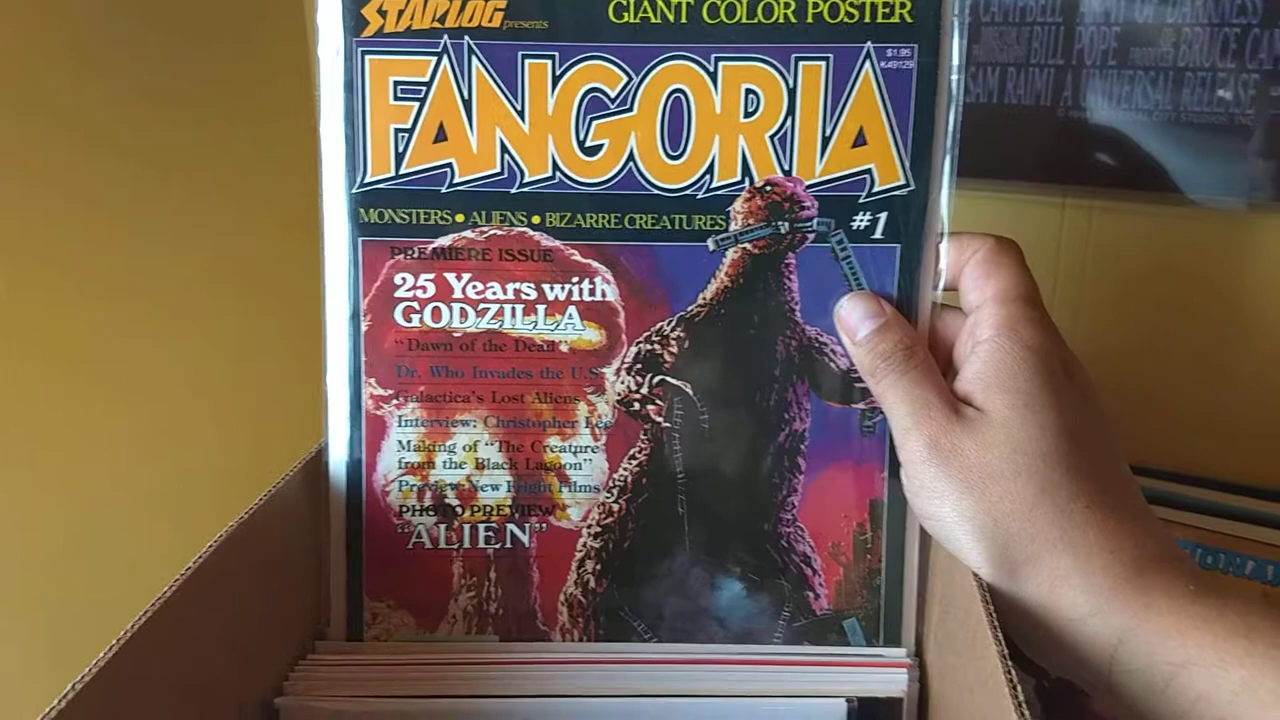 STARLOG presents
GIANT COLOR POSTER
FANGORIA
$1.95
MONSTERS • ALIENS • BIZARRE CREATURES
#1
PREMIERE ISSUE
25 Years with
GODZILLA
"Dawn of the Dead"
Dr. Who Invades the U.S.
Galactica's Lost Aliens
Interview: Christopher Lee
Making of "The Creature
from the Black Lagoon"
Preview: New Fright Films
PHOTO PREVIEW
"ALIEN"
CAMPBELL ARMY OF DARKNESS
BILL POPE BRUCE
SAM RAIMI A UNIVERSAL RELEASE
CITY STUDIOS, INC.